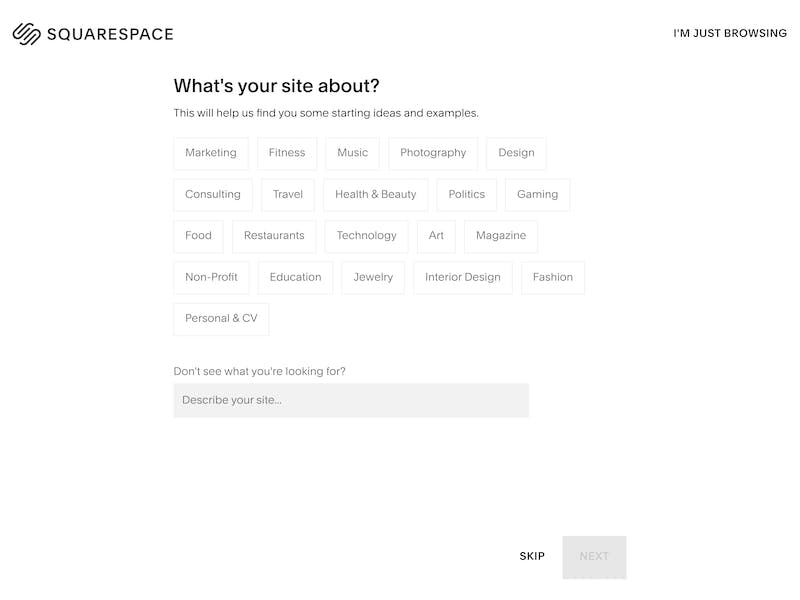 SQUARESPACE
I'M JUST BROWSING
What's your site about?
This will help us find you some starting ideas and examples.
Marketing Fitness Music Photography Design
Consulting Travel Health & Beauty Politics Gaming
Food Restaurants Technology Art Magazine
Non-Profit Education Jewelry Interior Design Fashion
Personal & CV
Don't see what you're looking for?
Describe your site...
SKIP NEXT